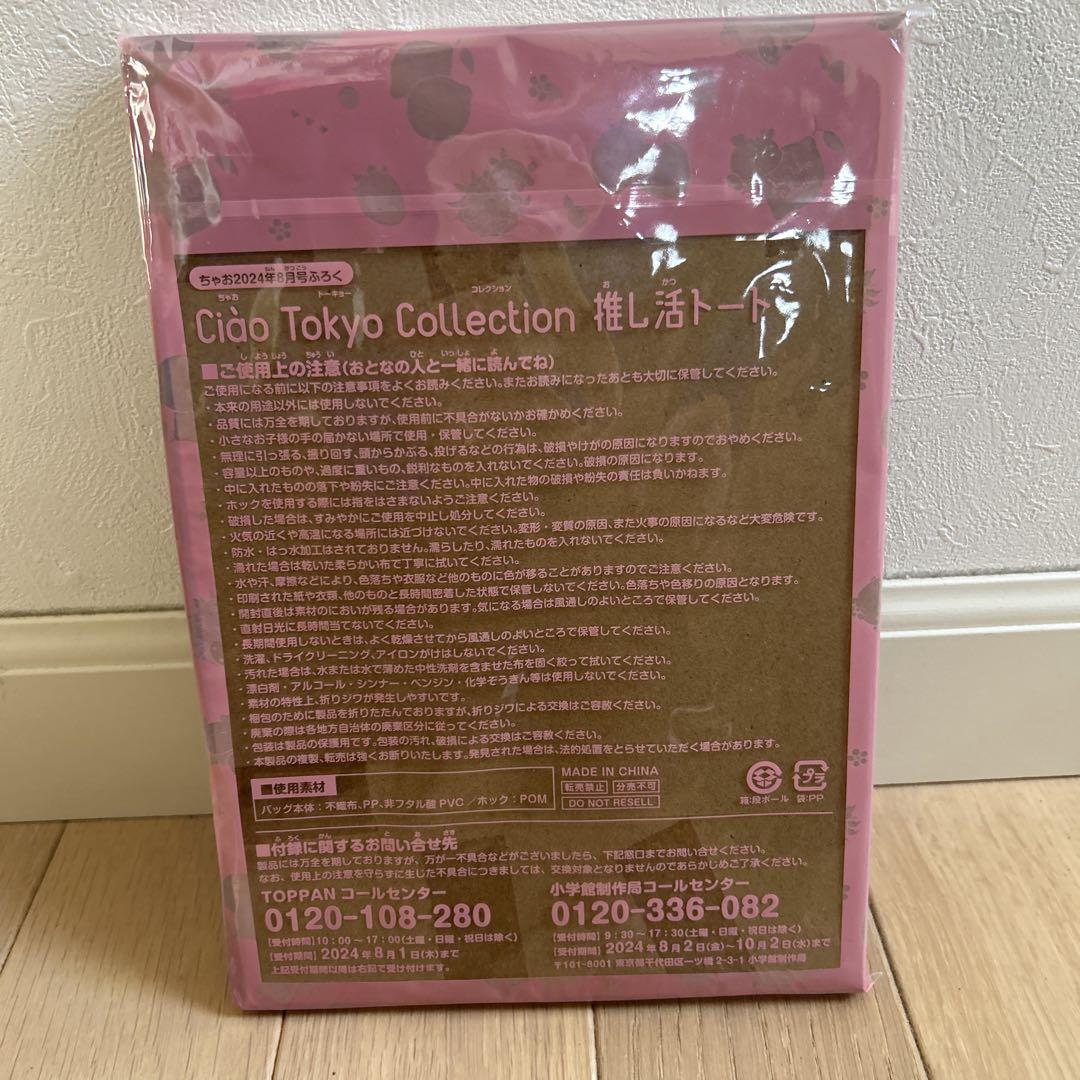 ちゃお2024年8月号ふろく
Ciào Tokyo Collection 推し活トート
■ご使用上の注意(おとなの人と一緒に読んでね)
ご使用になる前に以下の注意事項をよくお読みください。またお読みになったあとも大切に保管してください。
・本来の用途以外には使用しないでください。
・品質には万全を期しておりますが、使用前に不具合がないかお確かめください。
・小さなお子様の手の届かない場所で使用・保管してください。
・無理に引っ張る、振り回す、頭からかぶる、投げるなどの行為は、破損やけがの原因になりますのでおやめください。
・容量以上のものや、過度に重いもの、鋭利なものを入れないでください。破損の原因になります。
・中に入れたものの落下や紛失にご注意ください。中に入れた物の破損や紛失の責任は負いかねます。
・ホックを使用する際には指をはさまないようご注意ください。
・破損した場合は、すみやかにご使用を中止し処分してください。
・火気の近くや高温になる場所には近づけないでください。変形・変質の原因、また火事の原因になるなど大変危険です。
・防水・はっ水加工はされておりません。濡らしたり、濡れたものを入れないでください。
・濡れた場合は乾いた柔らかい布で丁寧に拭いてください。
・水や汗、摩擦などにより、色落ちや衣服など他のものに色が移ることがありますのでご注意ください。
・印刷された紙や衣類、他のものと長時間密着した状態で保管しないでください。色落ちや色移りの原因となります。
・開封直後は素材のにおいが残る場合があります。気になる場合は風通しのよいところで保管してください。
・直射日光に長時間当てないでください。
・長期間使用しないときは、よく乾燥させてから風通しのよいところで保管してください。
・洗濯、ドライクリーニング、アイロンがけはしないでください。
・汚れた場合は、水または水で薄めた中性洗剤を含ませた布を固く絞って拭いてください。
・漂白剤・アルコール・シンナー・ベンジン・化学ぞうきん等は使用しないでください。
・素材の特性上、折りジワが発生しやすいです。
・梱包のために製品を折りたたんでおりますが、折りジワによる交換はご容赦ください。
・廃棄の際は各地方自治体の廃棄区分に従ってください。
・包装は製品の保護用です。包装の汚れ、破損による交換はご容赦ください。
・本製品の複製、転売は強くお断りいたします。発見された場合は、法的処置をとらせていただく場合があります。
■使用素材
バッグ本体：不織布、PP、非フタル酸PVC／ホック：POM
MADE IN CHINA
転売禁止 分売不可
DO NOT RESELL
箱:段ボール
プラ
袋:PP
■付録に関するお問い合せ先
製品には万全を期しておりますが、万が一不具合などがございましたら、下記窓口までお問い合せください。
なお、使用上の注意を守らずに生じた不具合につきましては、交換対象となりませんのであらかじめご了承ください。
TOPPANコールセンター
0120-108-280
【受付時間】10：00～17：00(土曜・日曜・祝日は除く)
【受付期間】2024年8月1日(木)まで
上記受付期間以降は右記で受け付けます。
小学館制作局コールセンター
0120-336-082
【受付時間】9：30～17：30(土曜・日曜・祝日は除く)
【受付期間】2024年8月2日(金)～10月2日(水)まで
〒101-8001 東京都千代田区一ツ橋2-3-1 小学館制作局